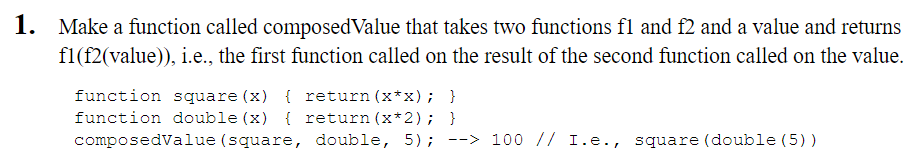 1. Make a function called composedValue that takes two functions f1 and f2 and a value and returns
f1(f2(value)), i.e., the first function called on the result of the second function called on the value.
function square(x) { return(x*x); }
function double(x) { return(x*2); }
composedValue(square, double, 5); --> 100 // I.e., square(double(5))